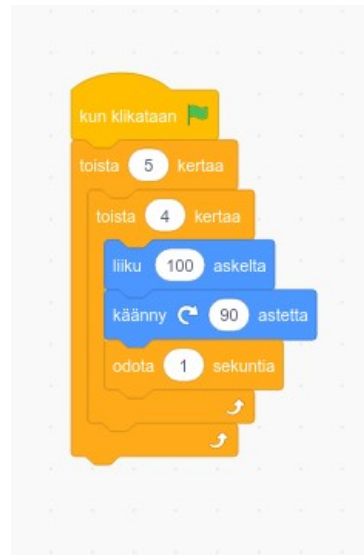 kun klikataan
toista 5 kertaa
toista 4 kertaa
liiku 100 askelta
käänny 90 astetta
odota 1 sekuntia